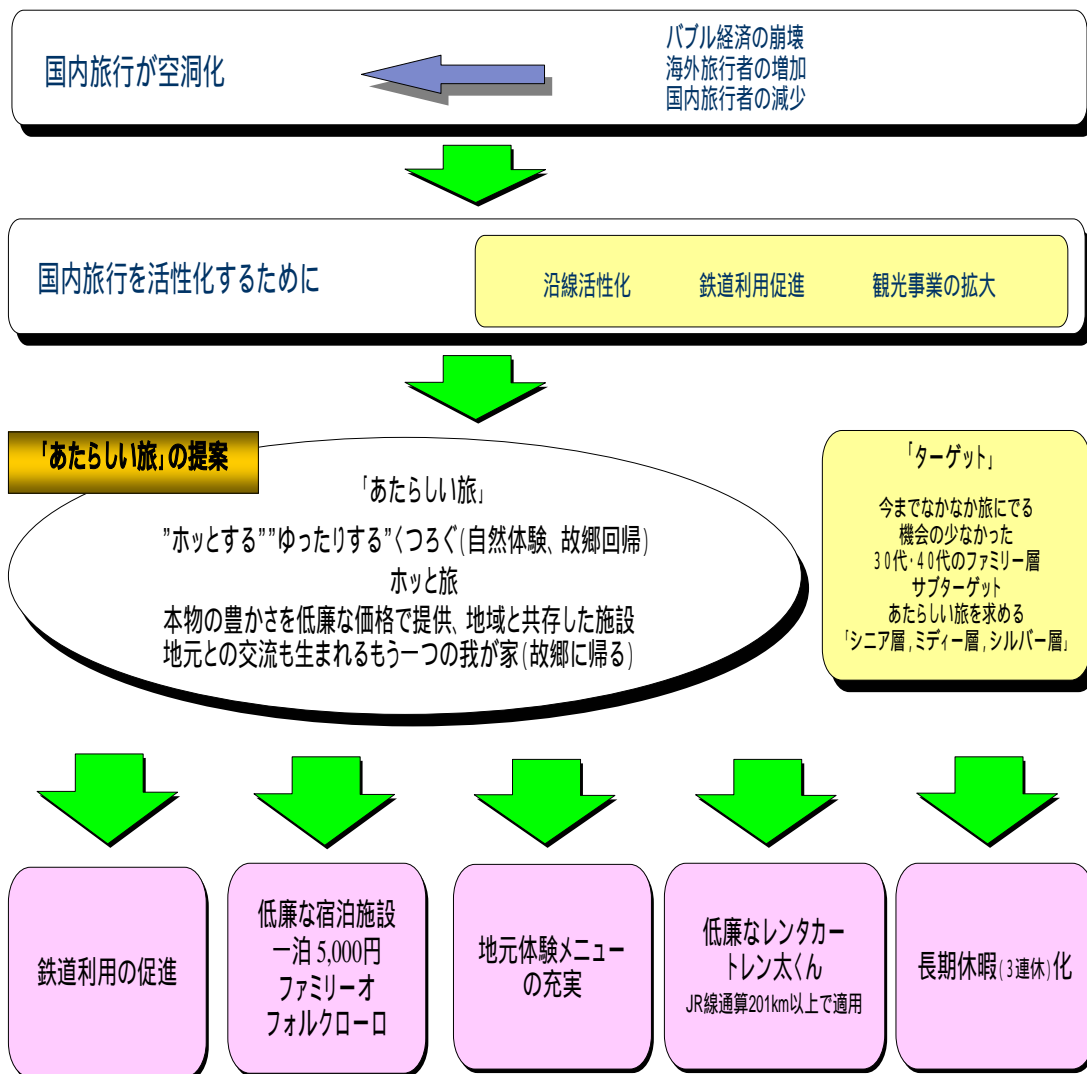 国内旅行が空洞化
バブル経済の崩壊
海外旅行者の増加
国内旅行者の減少
国内旅行を活性化するために
沿線活性化 鉄道利用促進 観光事業の拡大
「あたらしい旅」の提案
「あたらしい旅」
”ホッとする””ゆったりする”くつろぐ(自然体験、故郷回帰)
ホッと旅
本物の豊かさを低廉な価格で提供、地域と共存した施設
地元との交流も生まれるもう一つの我が家(故郷に帰る)
「ターゲット」
今までなかなか旅にでる
機会の少なかった
30代・40代のファミリー層
サブターゲット
あたらしい旅を求める
「シニア層,ミディー層,シルバー層」
鉄道利用の促進
低廉な宿泊施設
一泊5,000円
ファミリーオ
フォルクローロ
地元体験メニュー
の充実
低廉なレンタカー
トレン太くん
JR線通算201km以上で適用
長期休暇(3連休)化